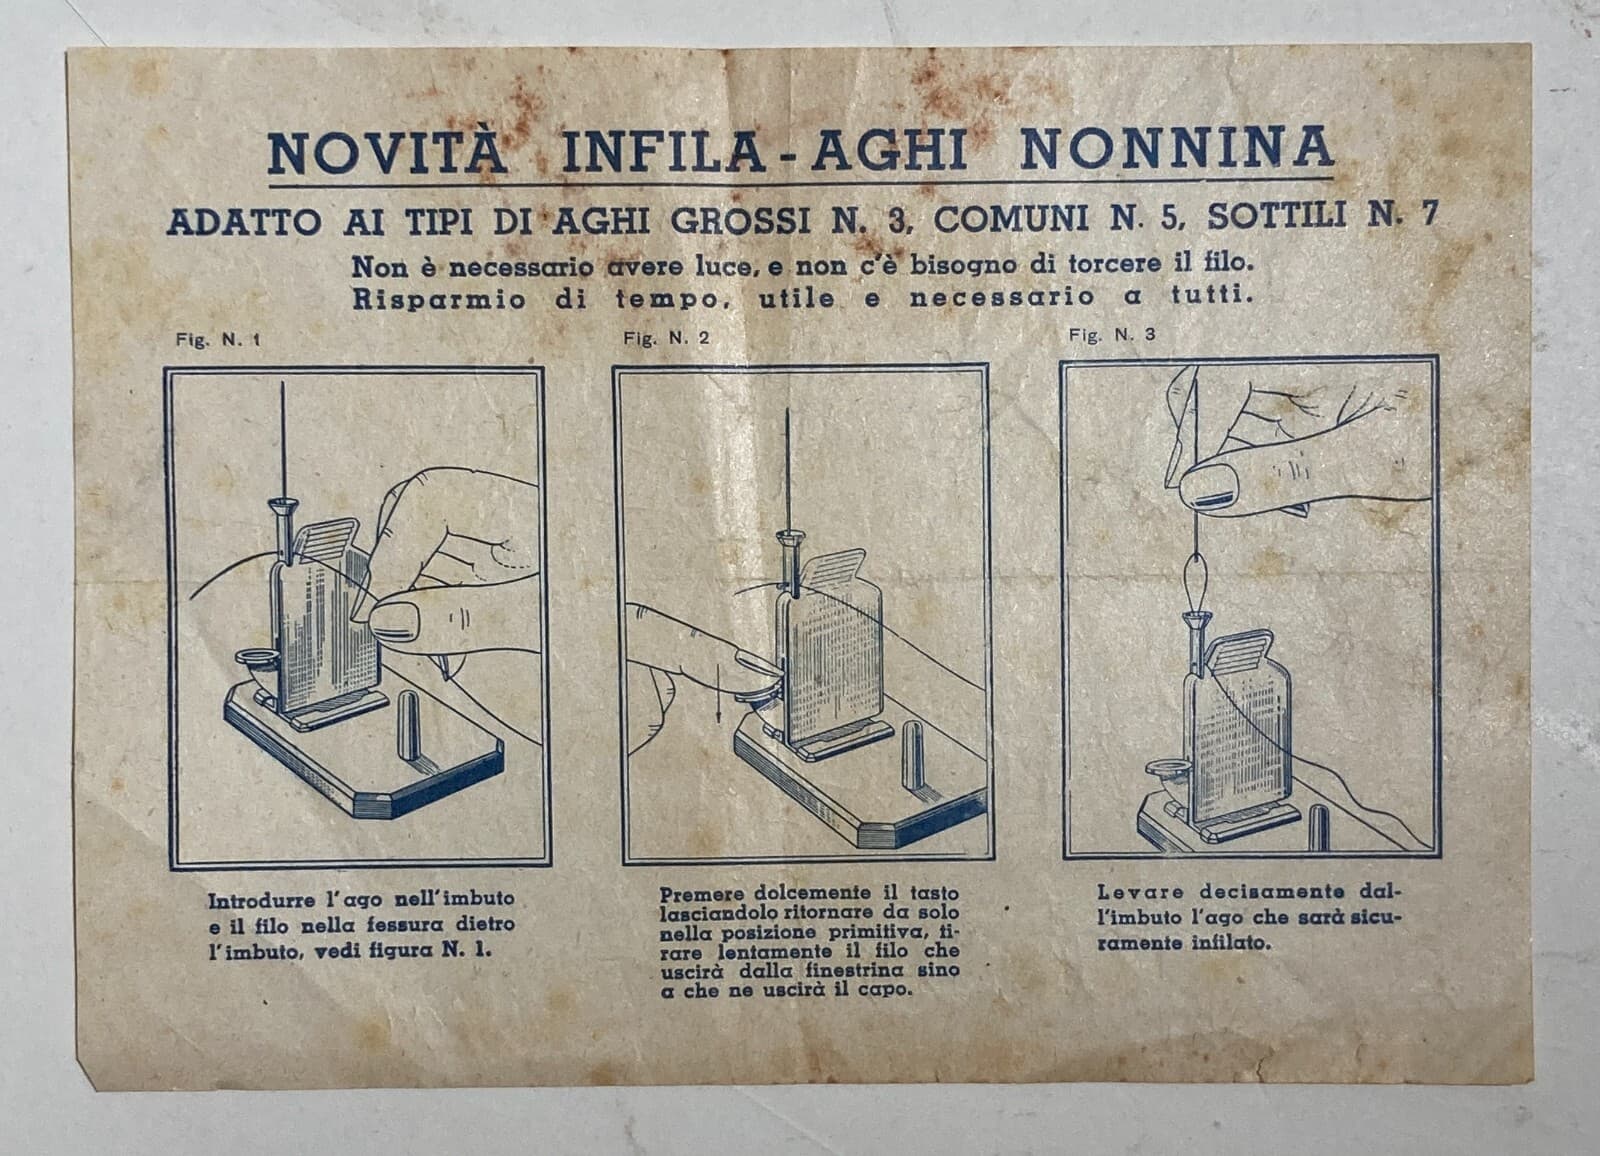 NOVITÀ INFILA - AGHI NONNINA
ADATTO AI TIPI DI AGHI GROSSI N. 3, COMUNI N. 5, SOTTILI N. 7
Non è necessario avere luce, e non c'è bisogno di torcere il filo.
Risparmio di tempo, utile e necessario a tutti.
Fig. N. 1
Fig. N. 2
Fig. N. 3
Introdurre l'ago nell'imbuto
e il filo nella fessura dietro
l'imbuto, vedi figura N. 1.
Premere dolcemente il tasto
lasciandolo ritornare da solo
nella posizione primitiva, ti-
rare lentamente il filo che
uscirà dalla finestrina sino
a che ne uscirà il capo.
Levare decisamente dal-
l'imbuto l'ago che sarà sicu-
ramente infilato.